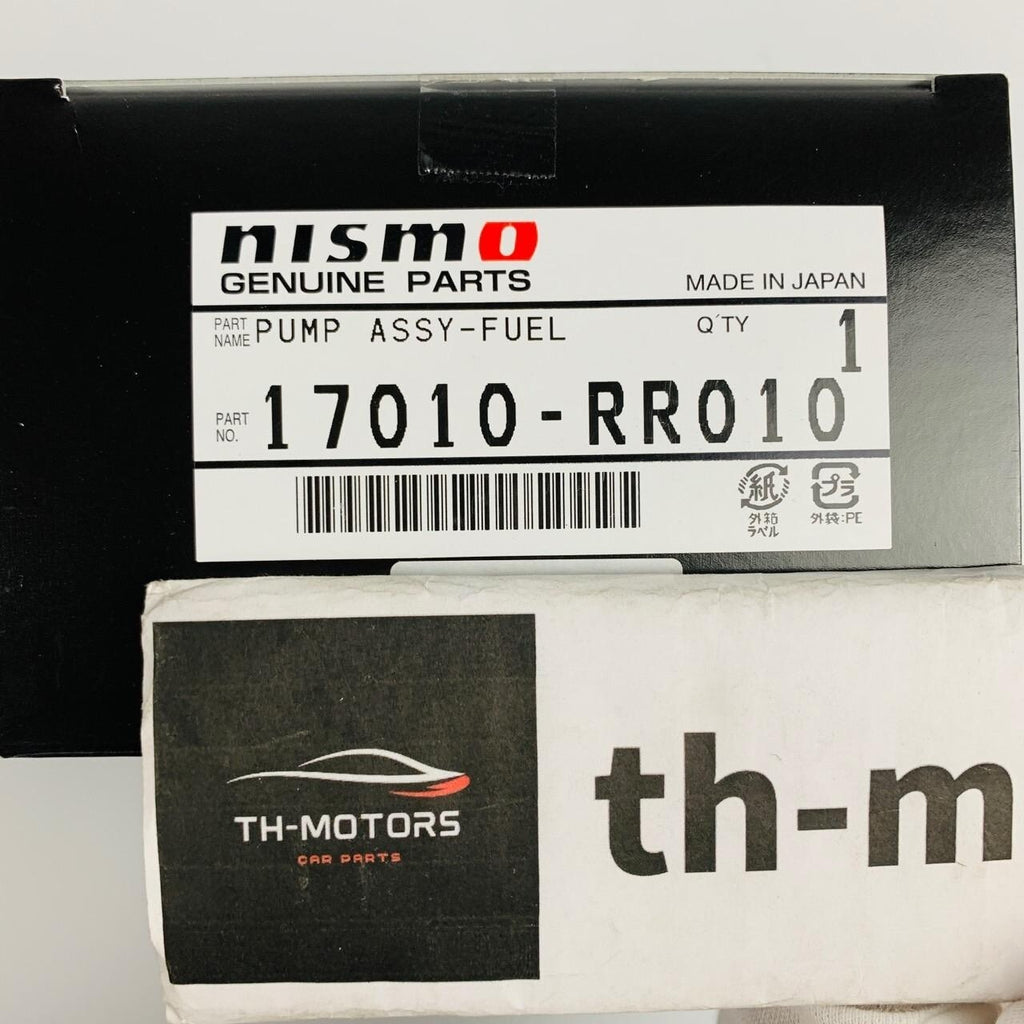 nismo
GENUINE PARTS
MADE IN JAPAN
PART NAME PUMP ASSY-FUEL
Q'TY 1
PART NO. 17010-RR010
紙
外箱
ラベル
プラ
外袋:PE
TH-MOTORS
CAR PARTS
th-m